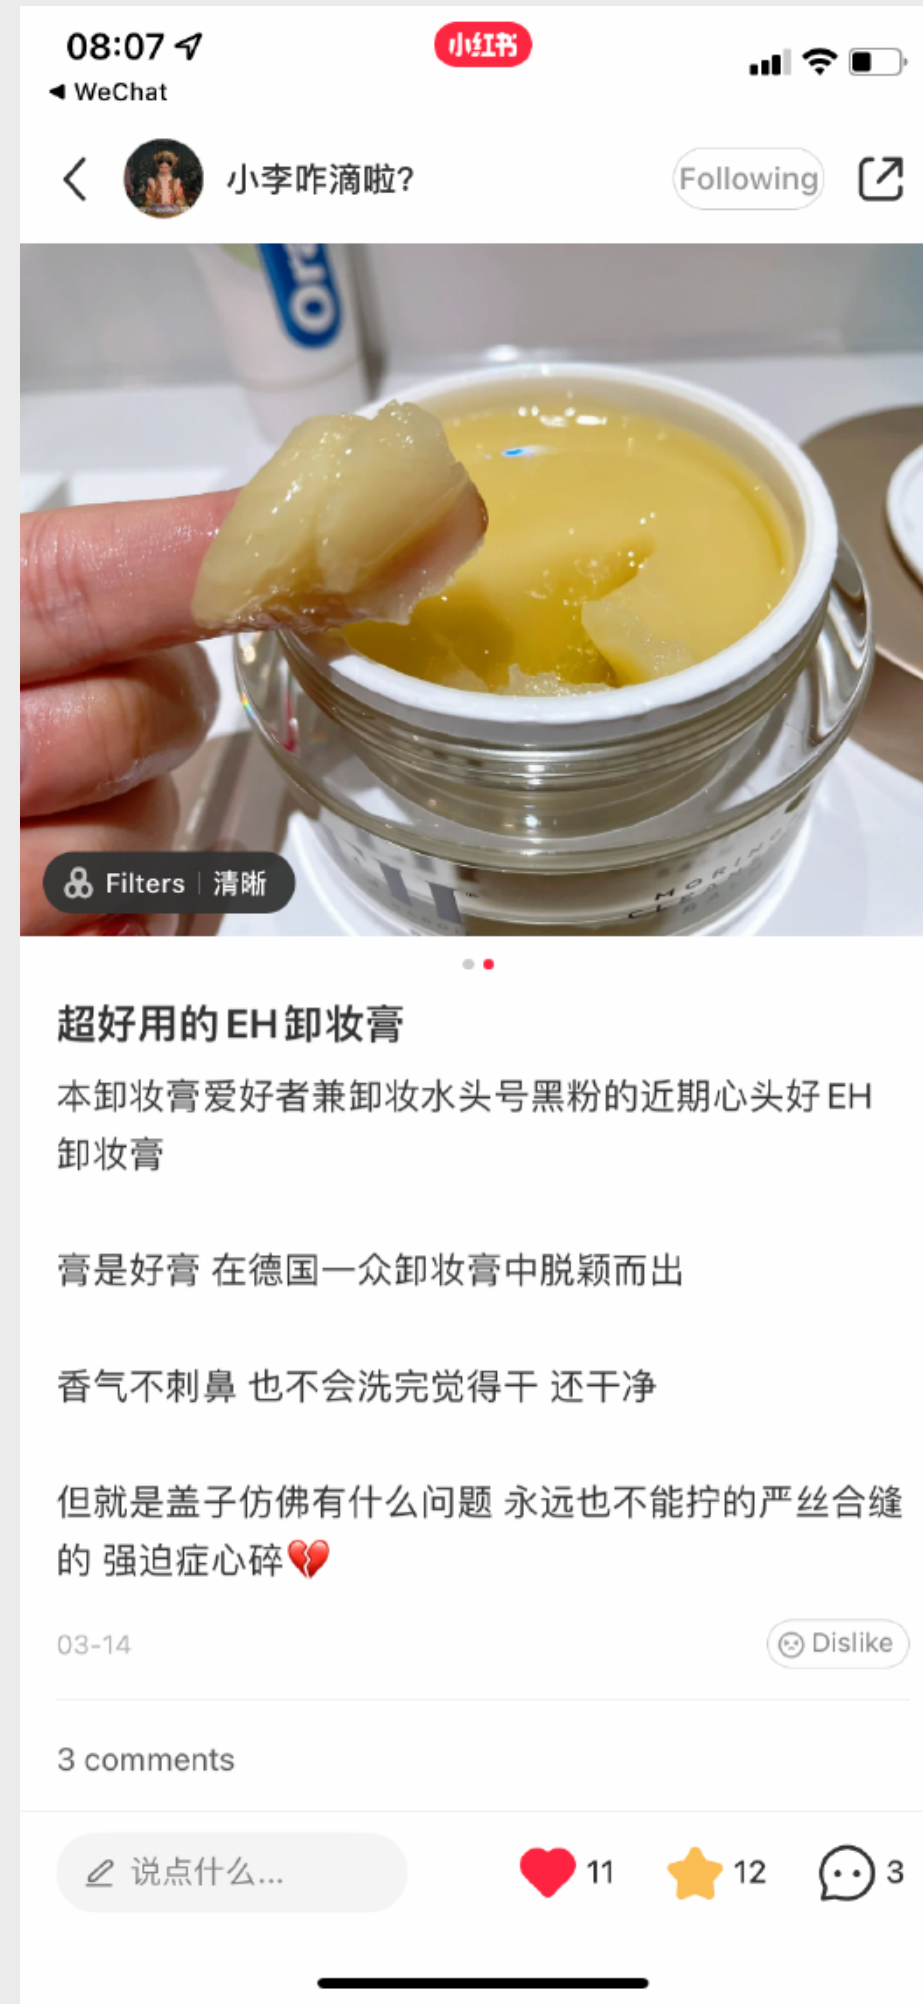 08:07
小红书
WeChat
小李咋滴啦?
Following
Or
Filters
清晰
MORING
CLEANS
超好用的EH卸妆膏
本卸妆膏爱好者兼卸妆水头号黑粉的近期心头好EH
卸妆膏
膏是好膏 在德国一众卸妆膏中脱颖而出
香气不刺鼻 也不会洗完觉得干 还干净
但就是盖子仿佛有什么问题 永远也不能拧的严丝合缝
的 强迫症心碎💔
03-14
Dislike
3 comments
说点什么...
11
12
3